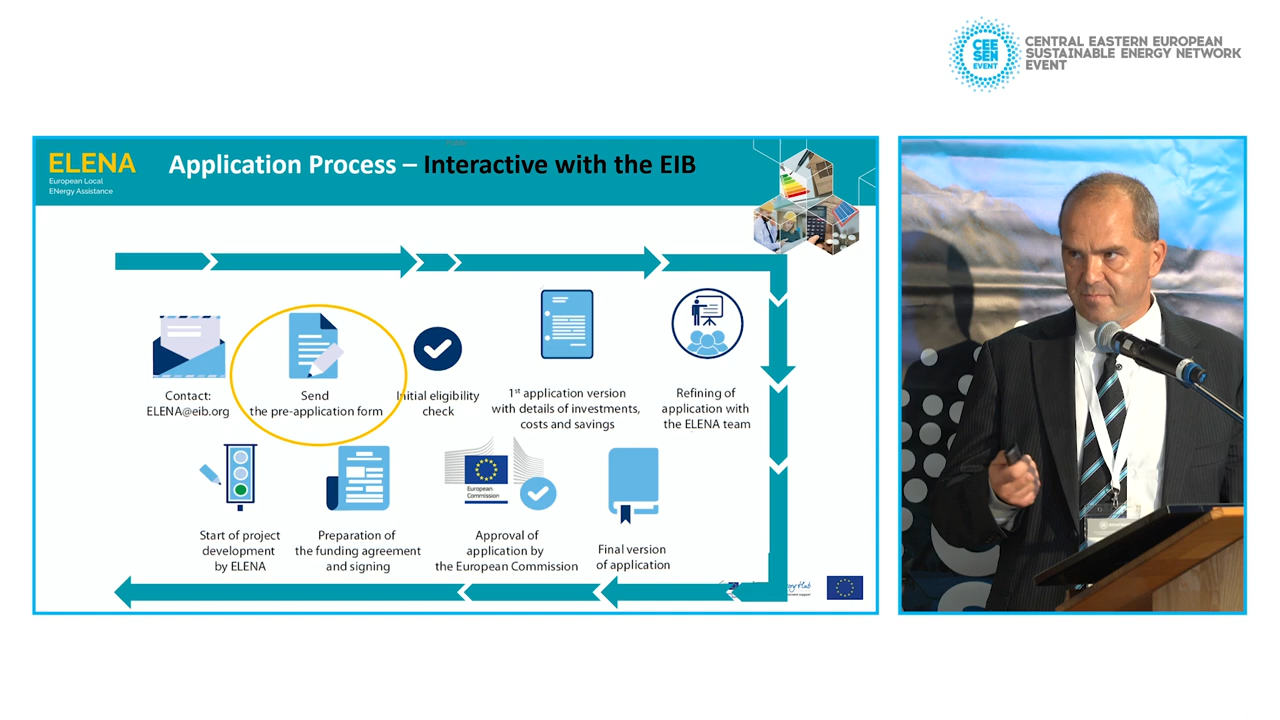 CEE
SEN
EVENT
CENTRAL EASTERN EUROPEAN
SUSTAINABLE ENERGY NETWORK
EVENT
ELENA
European Local
ENergy Assistance
Application Process – Interactive with the EIB
Contact:
ELENA@eib.org
Send
the pre-application form
Initial eligibility
check
1st application version
with details of investments,
costs and savings
Refining of
application with
the ELENA team
Start of project
development
by ELENA
Preparation of
the funding agreement
and signing
European
Commission
Approval of
application by
the European Commission
Final version
of application